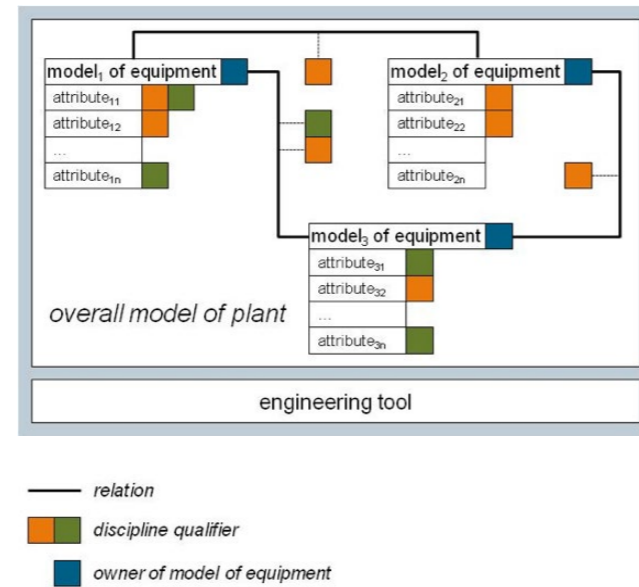 model₁ of equipment
attribute₁₁
attribute₁₂
...
attribute₁ₙ
model₂ of equipment
attribute₂₁
attribute₂₂
...
attribute₂ₙ
model₃ of equipment
attribute₃₁
attribute₃₂
...
attribute₃ₙ
overall model of plant
engineering tool
relation
discipline qualifier
owner of model of equipment